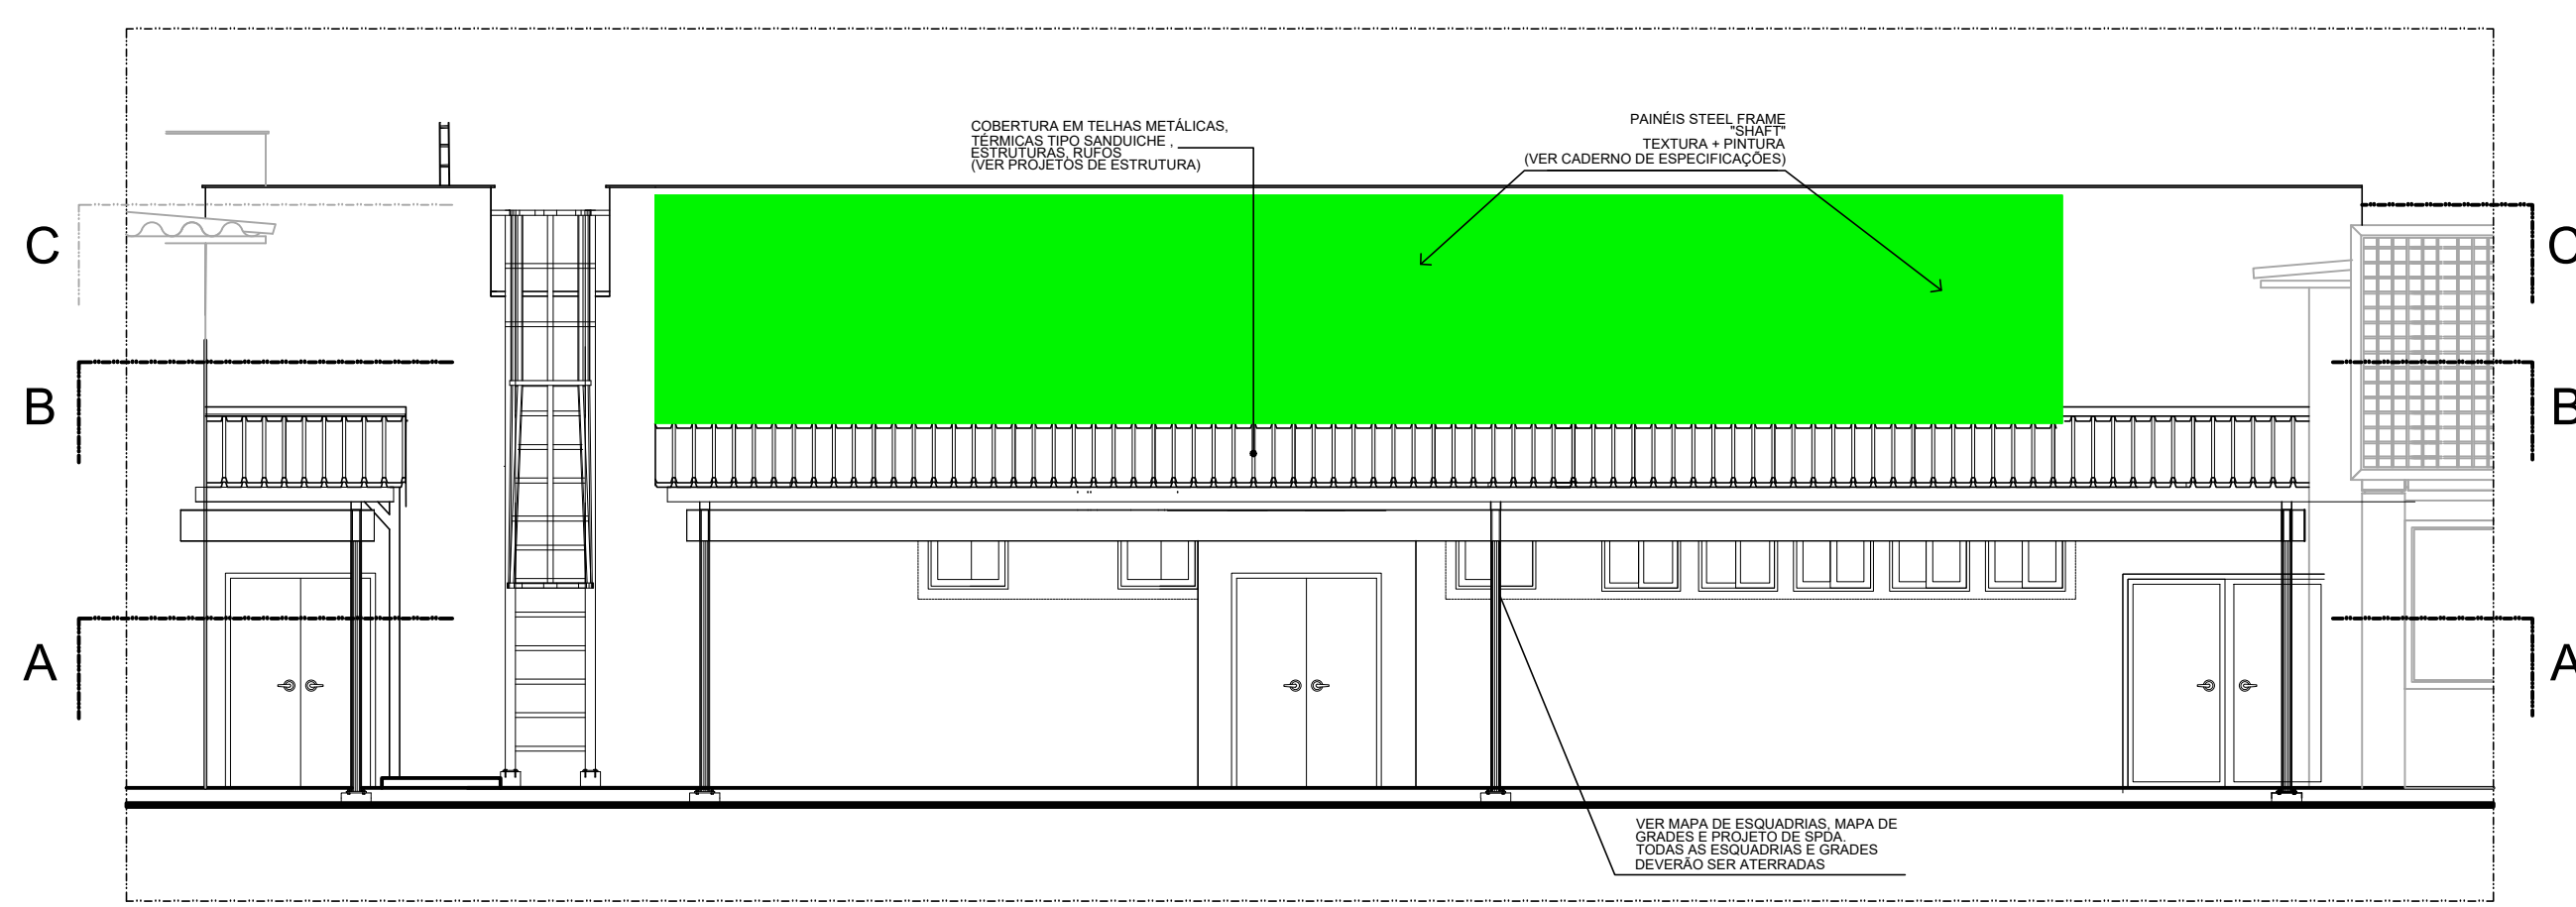 COBERTURA EM TELHAS METÁLICAS,
TÉRMICAS TIPO SANDUICHE ,
ESTRUTURAS, RUFOS
(VER PROJETOS DE ESTRUTURA)
PAINÉIS STEEL FRAME
"SHAFT"
TEXTURA + PINTURA
(VER CADERNO DE ESPECIFICAÇÕES)
C
C
B
B
A
A
VER MAPA DE ESQUADRIAS, MAPA DE
GRADES E PROJETO DE SPDA.
TODAS AS ESQUADRIAS E GRADES
DEVERÃO SER ATERRADAS